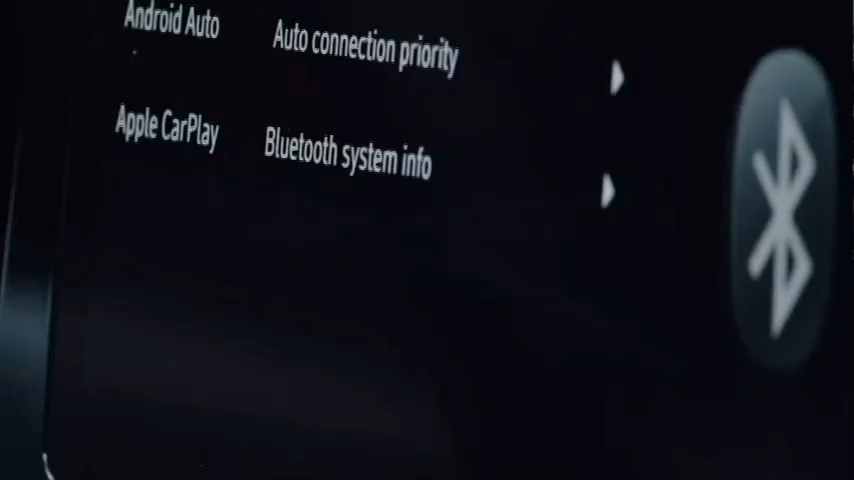 Android Auto
Auto connection priority
Apple CarPlay
Bluetooth system info